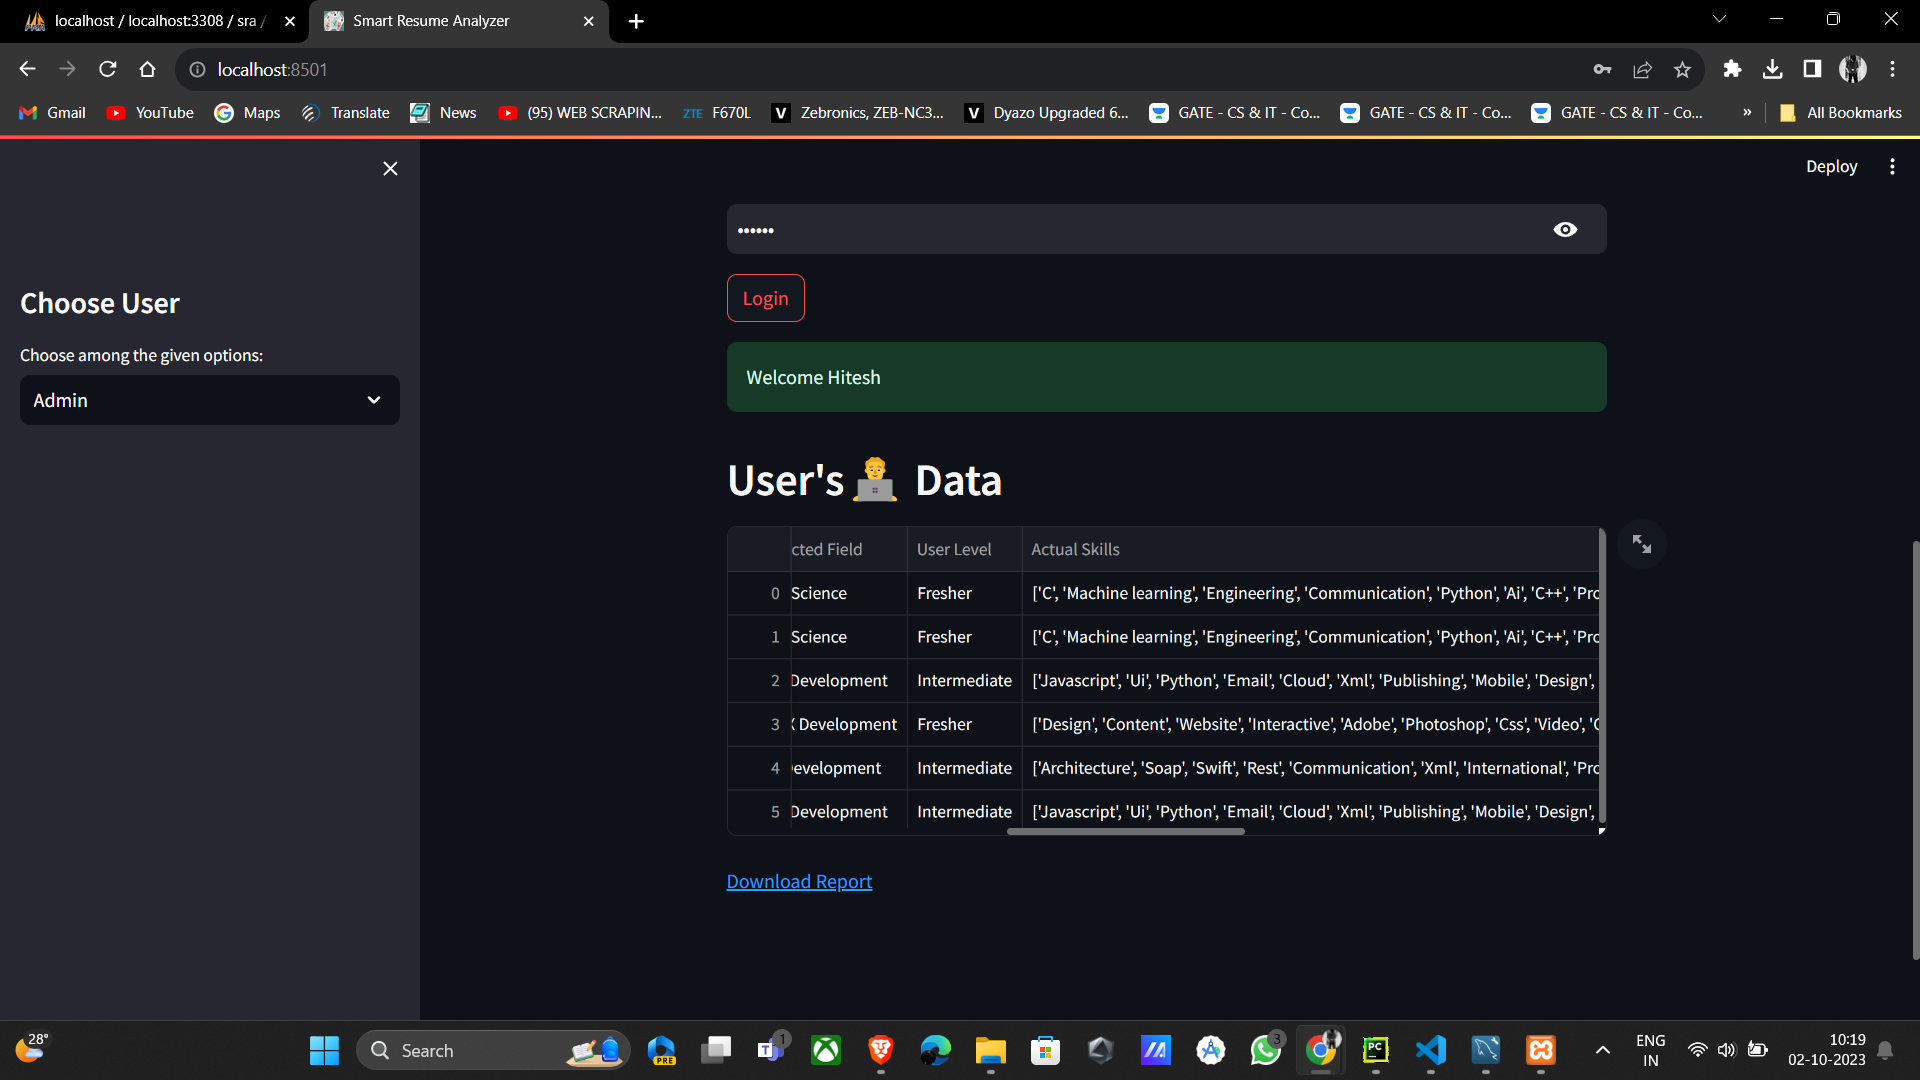 localhost / localhost:3308 / sra /
Smart Resume Analyzer
localhost:8501
Gmail
YouTube
Maps
Translate
News
(95) WEB SCRAPIN...
ZTE F670L
V Zebronics, ZEB-NC3...
V Dyazo Upgraded 6...
GATE - CS & IT - Co...
GATE - CS & IT - Co...
GATE - CS & IT - Co...
»
All Bookmarks
Deploy
••••••
Login
Choose User
Choose among the given options:
Admin
Welcome Hitesh
User's Data
cted Field User Level Actual Skills
0 Science Fresher ['C', 'Machine learning', 'Engineering', 'Communication', 'Python', 'Ai', 'C++', 'Pro
1 Science Fresher ['C', 'Machine learning', 'Engineering', 'Communication', 'Python', 'Ai', 'C++', 'Pro
2 Development Intermediate ['Javascript', 'Ui', 'Python', 'Email', 'Cloud', 'Xml', 'Publishing', 'Mobile', 'Design',
3 X Development Fresher ['Design', 'Content', 'Website', 'Interactive', 'Adobe', 'Photoshop', 'Css', 'Video', 'C
4 evelopment Intermediate ['Architecture', 'Soap', 'Swift', 'Rest', 'Communication', 'Xml', 'International', 'Pro
5 Development Intermediate ['Javascript', 'Ui', 'Python', 'Email', 'Cloud', 'Xml', 'Publishing', 'Mobile', 'Design',
Download Report
28°
Search
PRE
1
3
PC
ENG
IN
10:19
02-10-2023